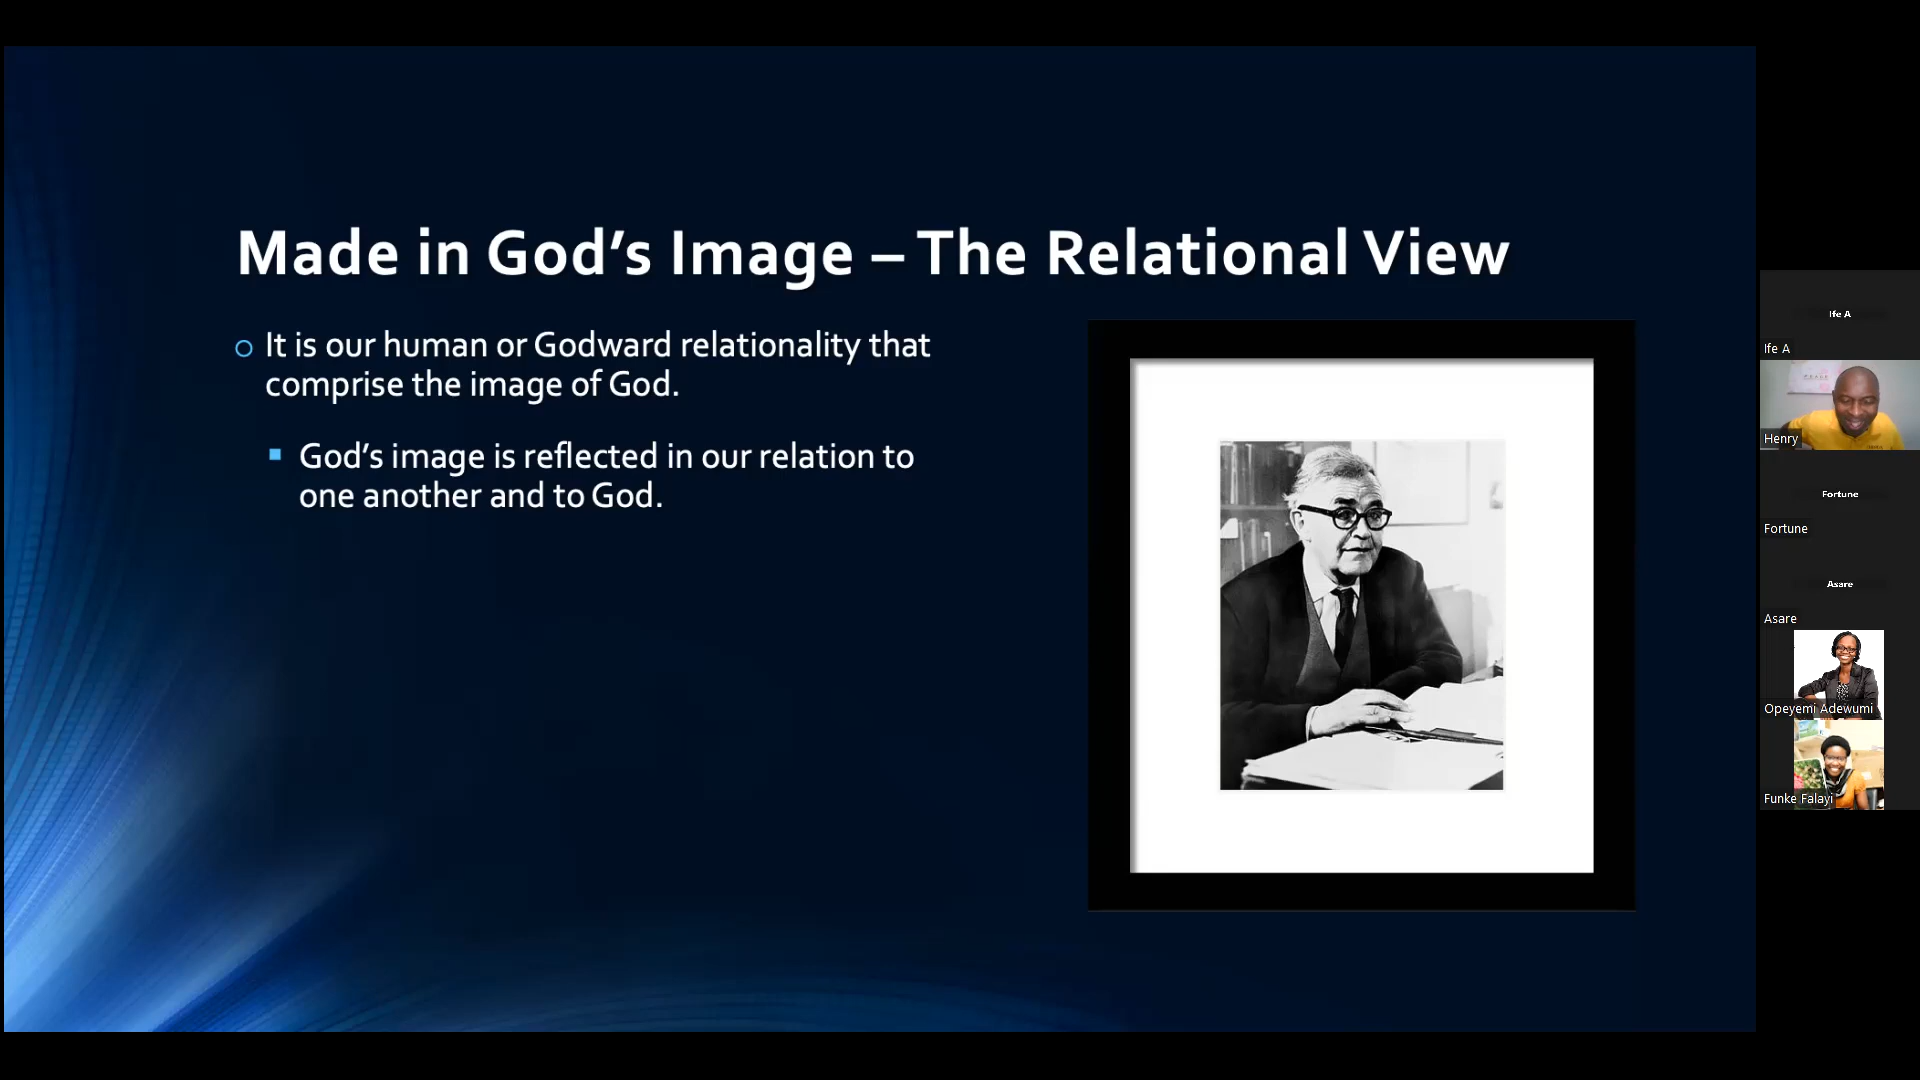 Made in God’s Image – The Relational View
It is our human or Godward relationality that
comprise the image of God.
God’s image is reflected in our relation to
one another and to God.
Ife A
Ife A
Henry
Fortune
Fortune
Asare
Asare
Opeyemi Adewumi
Funke Falayi